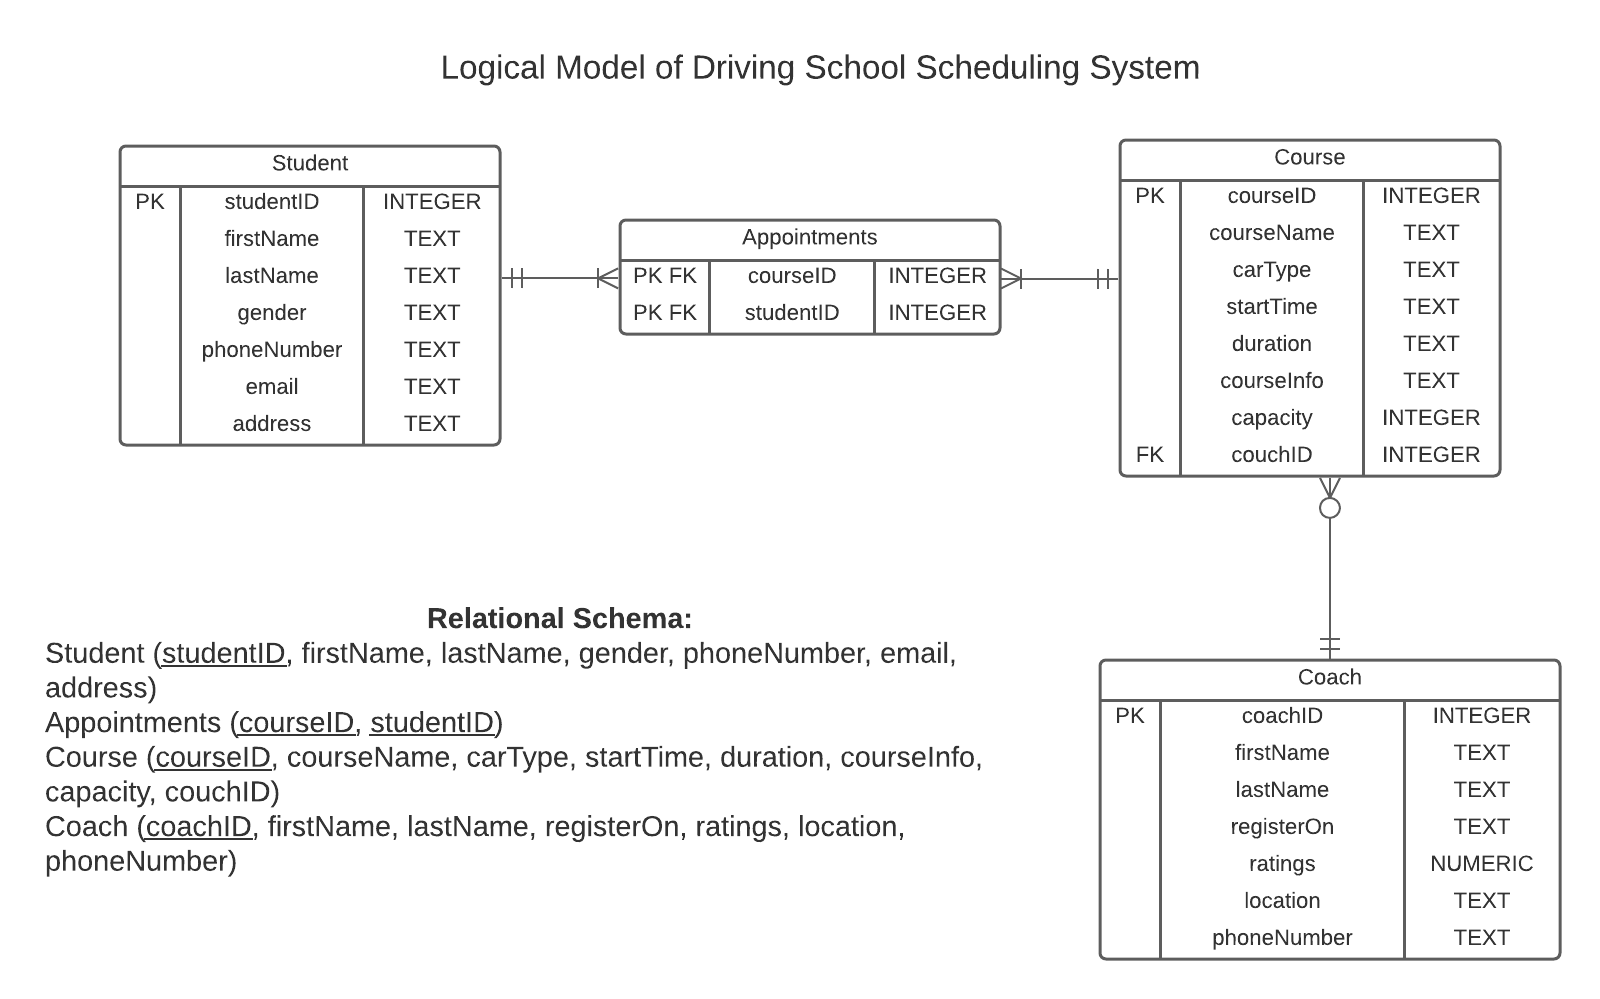 Logical Model of Driving School Scheduling System
Student
PK studentID INTEGER
firstName TEXT
lastName TEXT
gender TEXT
phoneNumber TEXT
email TEXT
address TEXT
Appointments
PK FK courseID INTEGER
PK FK studentID INTEGER
Course
PK courseID INTEGER
courseName TEXT
carType TEXT
startTime TEXT
duration TEXT
courseInfo TEXT
capacity INTEGER
FK couchID INTEGER
Relational Schema:
Student (studentID, firstName, lastName, gender, phoneNumber, email,
address)
Appointments (courseID, studentID)
Course (courseID, courseName, carType, startTime, duration, courseInfo,
capacity, couchID)
Coach (coachID, firstName, lastName, registerOn, ratings, location,
phoneNumber)
Coach
PK coachID INTEGER
firstName TEXT
lastName TEXT
registerOn TEXT
ratings NUMERIC
location TEXT
phoneNumber TEXT